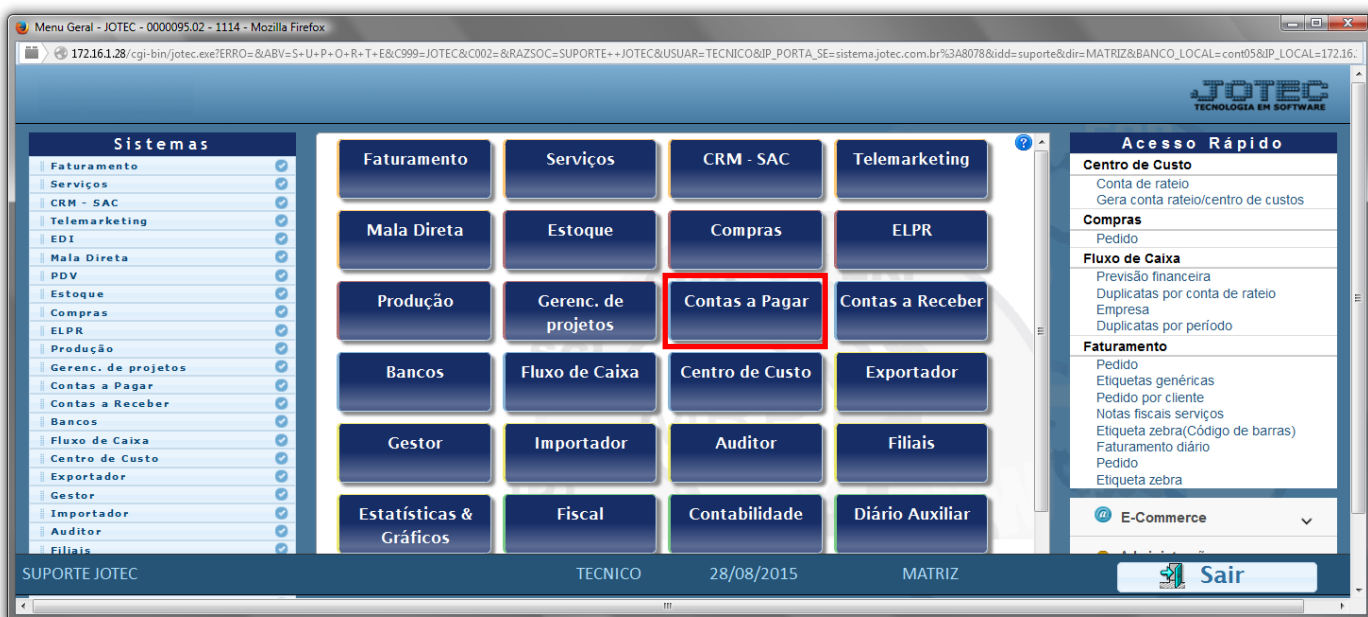 Menu Geral - JOTEC - 0000095.02 - 1114 - Mozilla Firefox
172.16.1.28/cgi-bin/jotec.exe?ERRO=&ABV=S+U+P+O+R+T+E&C999=JOTEC&C002=&RAZSOC=SUPORTE++JOTEC&USUAR=TECNICO&IP_PORTA_SE=sistema.jotec.com.br%3A8078&idd=suporte&dir=MATRIZ&BANCO_LOCAL=cont05&IP_LOCAL=172.16.
JOTEC
TECNOLOGIA EM SOFTWARE
Sistemas
Faturamento
Serviços
CRM - SAC
Telemarketing
EDI
Mala Direta
PDV
Estoque
Compras
ELPR
Produção
Gerenc. de projetos
Contas a Pagar
Contas a Receber
Bancos
Fluxo de Caixa
Centro de Custo
Exportador
Gestor
Importador
Auditor
Filiais
Faturamento
Serviços
CRM - SAC
Telemarketing
Mala Direta
Estoque
Compras
ELPR
Produção
Gerenc. de
projetos
Contas a Pagar
Contas a Receber
Bancos
Fluxo de Caixa
Centro de Custo
Exportador
Gestor
Importador
Auditor
Filiais
Estatísticas &
Gráficos
Fiscal
Contabilidade
Diário Auxiliar
?
Acesso Rápido
Centro de Custo
Conta de rateio
Gera conta rateio/centro de custos
Compras
Pedido
Fluxo de Caixa
Previsão financeira
Duplicatas por conta de rateio
Empresa
Duplicatas por período
Faturamento
Pedido
Etiquetas genéricas
Pedido por cliente
Notas fiscais serviços
Etiqueta zebra(Código de barras)
Faturamento diário
Pedido
Etiqueta zebra
@ E-Commerce
SUPORTE JOTEC
TECNICO
28/08/2015
MATRIZ
Sair